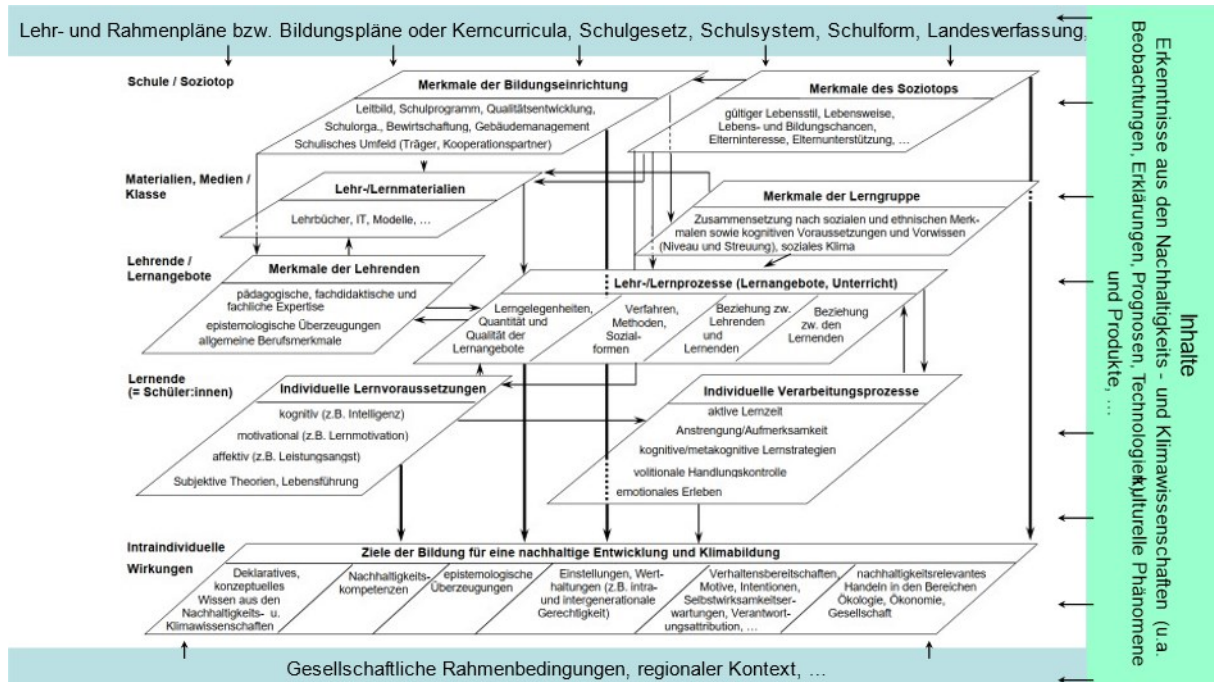 Lehr- und Rahmenpläne bzw. Bildungspläne oder Kerncurricula, Schulgesetz, Schulsystem, Schulform, Landesverfassung,
Schule / Soziotop
Merkmale der Bildungseinrichtung
Leitbild, Schulprogramm, Qualitätsentwicklung,
Schulorga., Bewirtschaftung, Gebäudemanagement
Schulisches Umfeld (Träger, Kooperationspartner)
Merkmale des Soziotops
gültiger Lebensstil, Lebensweise,
Lebens- und Bildungschancen,
Elterninteresse, Elternunterstützung, ...
Materialien, Medien /
Klasse
Lehr-/Lernmaterialien
Lehrbücher, IT, Modelle, ...
Merkmale der Lerngruppe
Zusammensetzung nach sozialen und ethnischen Merk-
malen sowie kognitiven Voraussetzungen und Vorwissen
(Niveau und Streuung), soziales Klima
Lehrende /
Lernangebote
Merkmale der Lehrenden
pädagogische, fachdidaktische und
fachliche Expertise
epistemologische Überzeugungen
allgemeine Berufsmerkmale
Lehr-/Lernprozesse (Lernangebote, Unterricht)
Lerngelegenheiten,
Quantität und
Qualität der
Lernangebote
Verfahren,
Methoden,
Sozial-
formen
Beziehung zw.
Lehrenden
und
Lernenden
Beziehung
zw. den
Lernenden
Lernende
(= Schüler:innen)
Individuelle Lernvoraussetzungen
kognitiv (z.B. Intelligenz)
motivational (z.B. Lernmotivation)
affektiv (z.B. Leistungsangst)
Subjektive Theorien, Lebensführung
Individuelle Verarbeitungsprozesse
aktive Lernzeit
Anstrengung/Aufmerksamkeit
kognitive/metakognitive Lernstrategien
volitionale Handlungskontrolle
emotionales Erleben
Intraindividuelle
Wirkungen
Ziele der Bildung für eine nachhaltige Entwicklung und Klimabildung
Deklaratives,
konzeptuelles
Wissen aus den
Nachhaltigkeits- u.
Klimawissenschaften
Nachhaltigkeits-
kompetenzen
epistemologische
Überzeugungen
Einstellungen, Wert-
haltungen (z.B. intra-
und intergenerationale
Gerechtigkeit)
Verhaltensbereitschaften,
Motive, Intentionen,
Selbstwirksamkeitser-
wartungen, Verantwor-
tungsattribution, ...
nachhaltigkeitsrelevantes
Handeln in den Bereichen
Ökologie, Ökonomie,
Gesellschaft
Gesellschaftliche Rahmenbedingungen, regionaler Kontext, ...
Inhalte
Erkenntnisse aus den Nachhaltigkeits - und Klimawissenschaften (u.a.
Beobachtungen, Erklärungen, Prognosen, Technologien), kulturelle Phänomene
und Produkte, ...